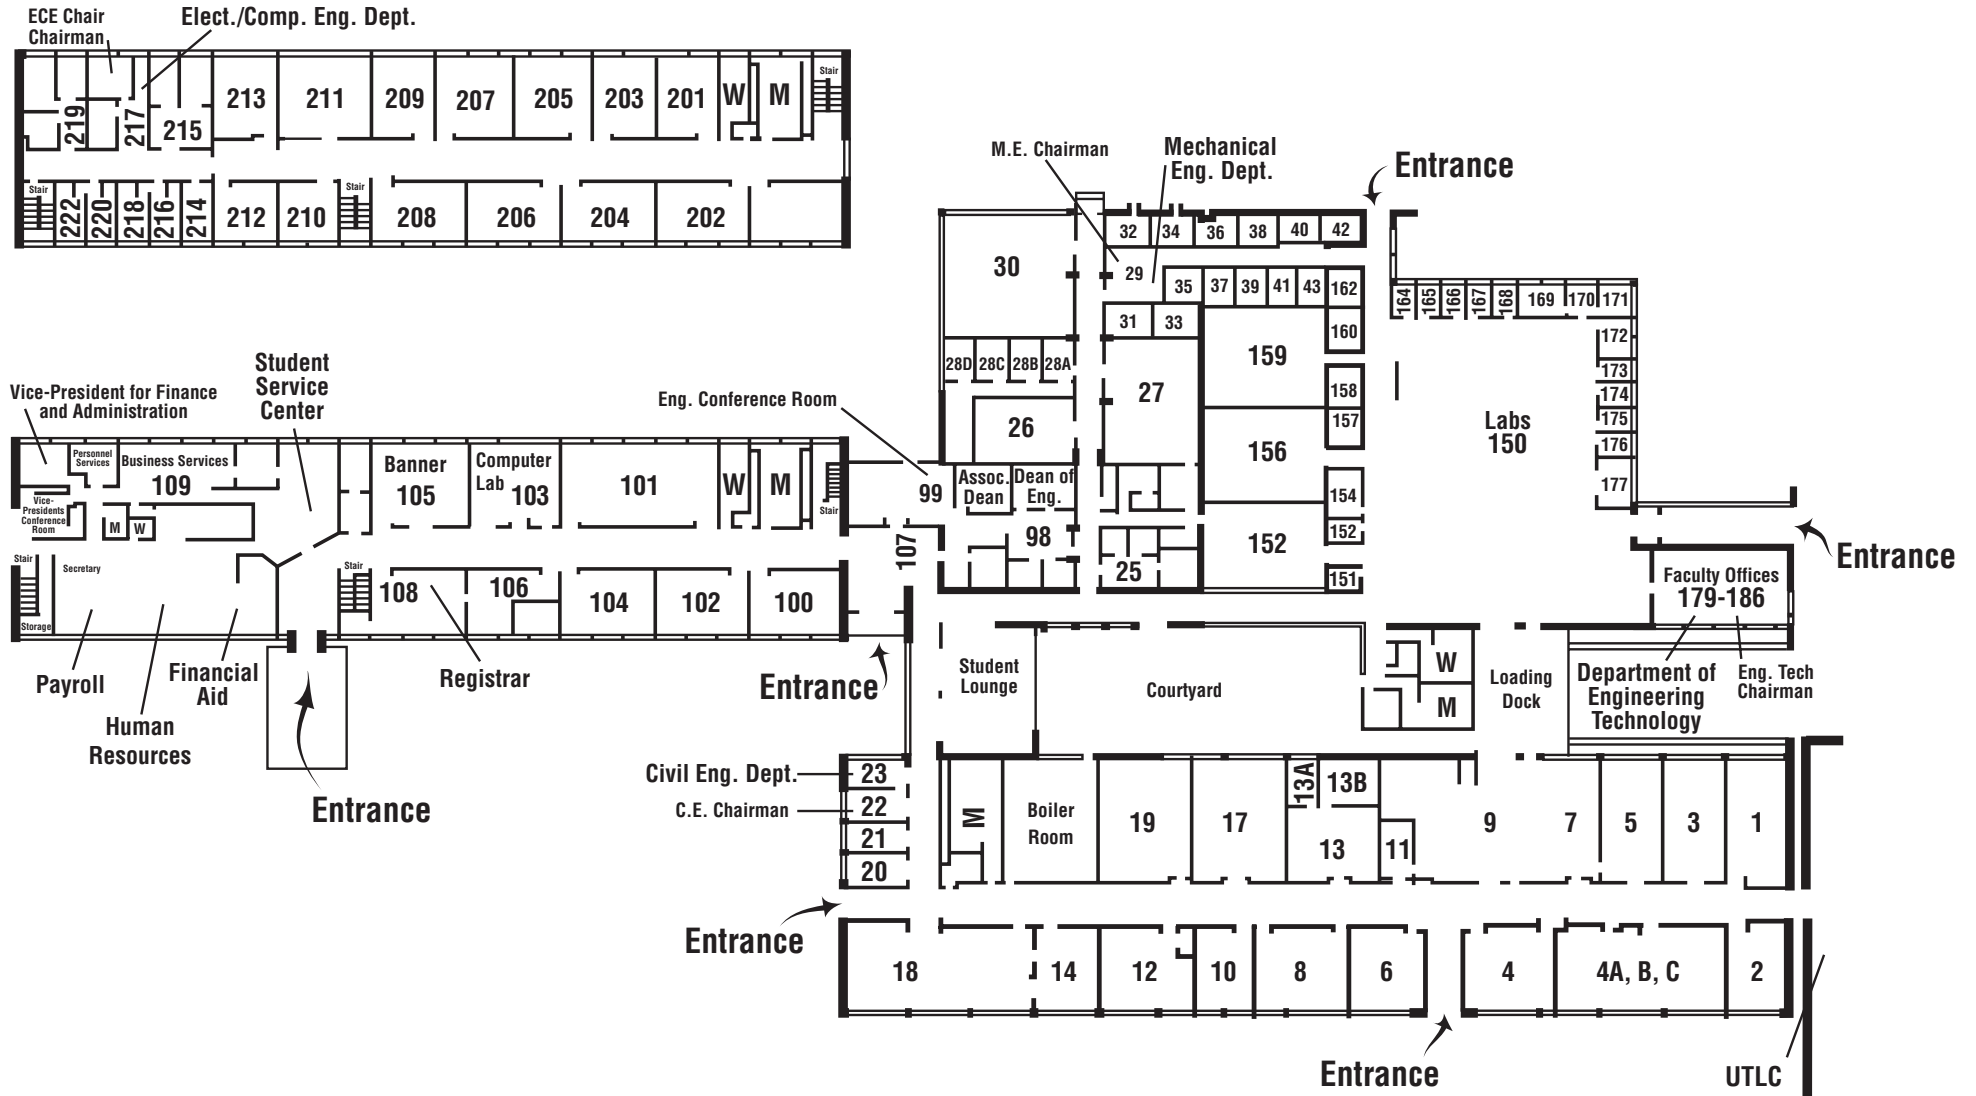 ECE Chair
Chairman
Elect./Comp. Eng. Dept.
219
217
215
213
211
209
207
205
203
201
W
M
Stair
Stair
222
220
218
216
214
212
210
Stair
208
206
204
202
M.E. Chairman
Mechanical
Eng. Dept.
Entrance
30
32
34
36
38
40
42
29
35
37
39
41
43
162
31
33
160
28D
28C
28B
28A
27
159
158
157
26
156
154
152
152
151
164
165
166
167
168
169
170
171
172
173
174
175
176
177
Labs
150
Entrance
Faculty Offices
179-186
Department of
Engineering
Technology
Eng. Tech
Chairman
Vice-President for Finance
and Administration
Student
Service
Center
Eng. Conference Room
Personnel
Services
Business Services
109
Vice-
Presidents
Conference
Room
M
W
Banner
105
Computer
Lab 103
101
W
M
Stair
99
Assoc.
Dean
Dean of
Eng.
98
25
107
Stair
Secretary
Storage
Stair
108
106
104
102
100
Payroll
Human
Resources
Financial
Aid
Registrar
Entrance
Entrance
Student
Lounge
Courtyard
W
M
Loading
Dock
Civil Eng. Dept.
C.E. Chairman
23
22
21
20
M
Boiler
Room
19
17
13A
13B
13
11
9
7
5
3
1
Entrance
18
14
12
10
8
6
4
4A, B, C
2
Entrance
UTLC